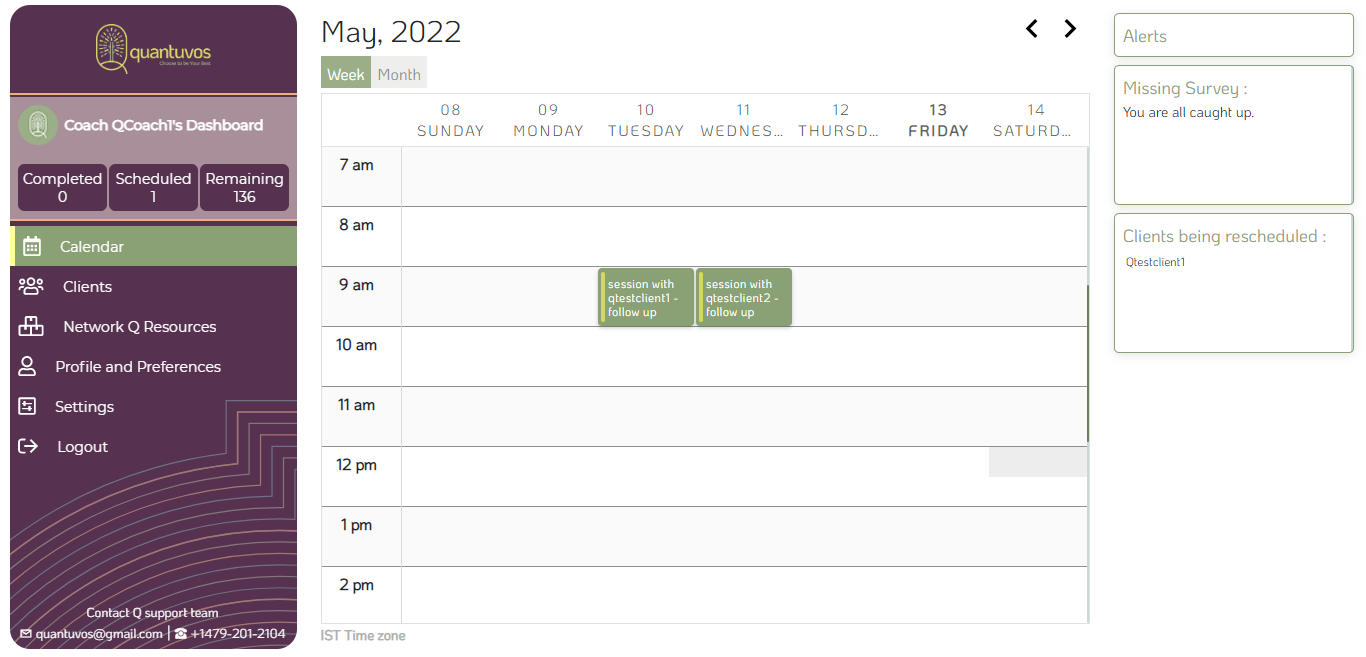 quantuvos
Choose to be Your Best
Coach QCoach1's Dashboard
Completed
0
Scheduled
1
Remaining
136
Calendar
Clients
Network Q Resources
Profile and Preferences
Settings
Logout
Contact Q support team
quantuvos@gmail.com | +1479-201-2104
May, 2022
Week Month
08 09 10 11 12 13 14
SUNDAY MONDAY TUESDAY WEDNES... THURSD... FRIDAY SATURD...
7 am
8 am
9 am
session with
qtestclient1 -
follow up
session with
qtestclient2 -
follow up
10 am
11 am
12 pm
1 pm
2 pm
IST Time zone
Alerts
Missing Survey :
You are all caught up.
Clients being rescheduled :
Qtestclient1